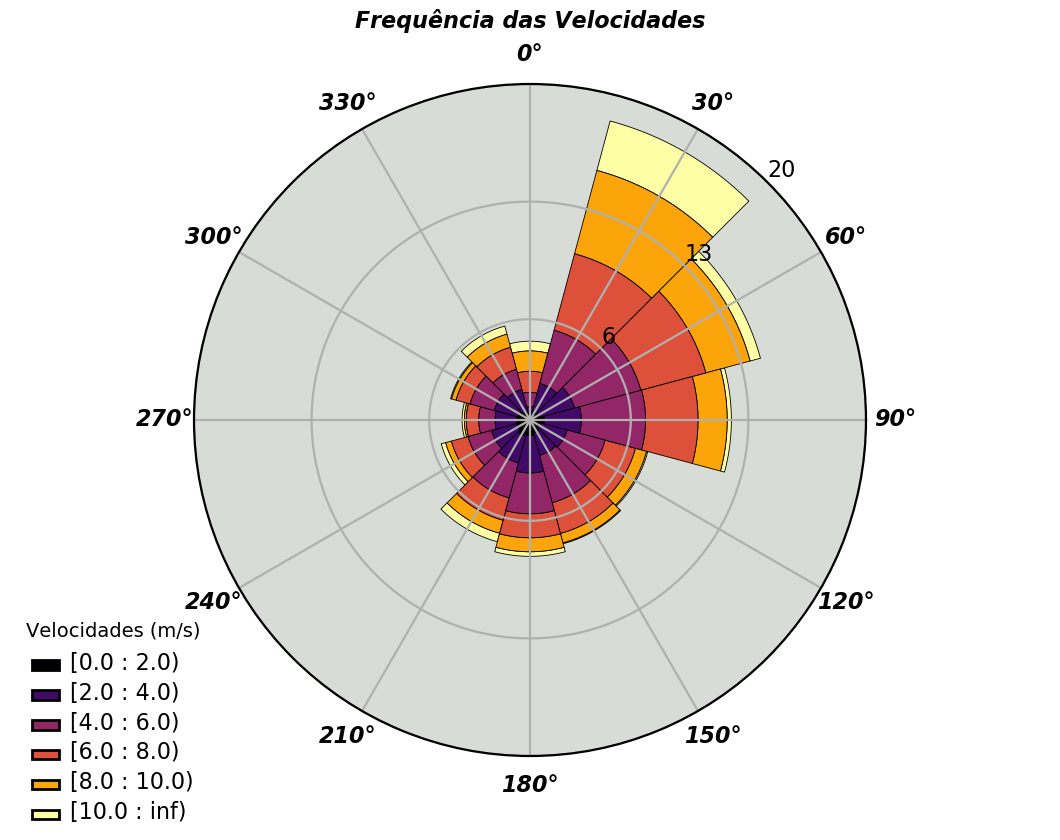 Frequência das Velocidades
0°
330°
30°
20
300°
60°
13
6
270°
90°
240°
120°
210°
150°
180°
Velocidades (m/s)
[0.0 : 2.0)
[2.0 : 4.0)
[4.0 : 6.0)
[6.0 : 8.0)
[8.0 : 10.0)
[10.0 : inf)